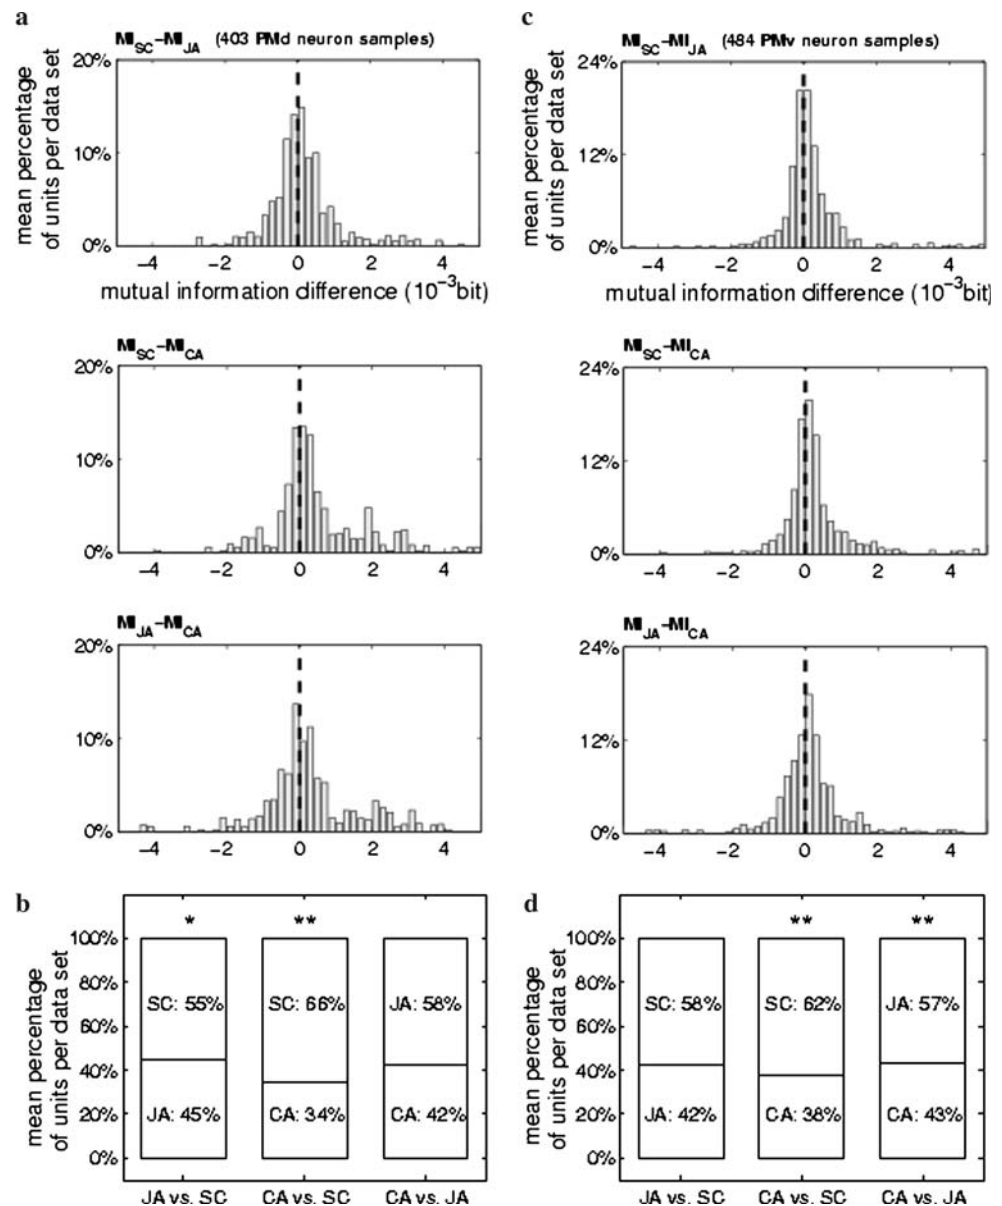 a
MI_SC–MI_JA (403 PMd neuron samples)
mean percentage
of units per data set
20%
10%
0%
−4 −2 0 2 4
mutual information difference (10⁻³bit)
MI_SC–MI_CA
20%
10%
0%
−4 −2 0 2 4
MI_JA–MI_CA
20%
10%
0%
−4 −2 0 2 4
b
mean percentage
of units per data set
100%
80%
60%
40%
20%
0%
* **
SC: 55% SC: 66% JA: 58%
JA: 45% CA: 34% CA: 42%
JA vs. SC CA vs. SC CA vs. JA
c
MI_SC–MI_JA (484 PMv neuron samples)
mean percentage
of units per data set
24%
12%
0%
−4 −2 0 2 4
mutual information difference (10⁻³bit)
MI_SC–MI_CA
24%
12%
0%
−4 −2 0 2 4
MI_JA–MI_CA
24%
12%
0%
−4 −2 0 2 4
d
mean percentage
of units per data set
100%
80%
60%
40%
20%
0%
** **
SC: 58% SC: 62% JA: 57%
JA: 42% CA: 38% CA: 43%
JA vs. SC CA vs. SC CA vs. JA